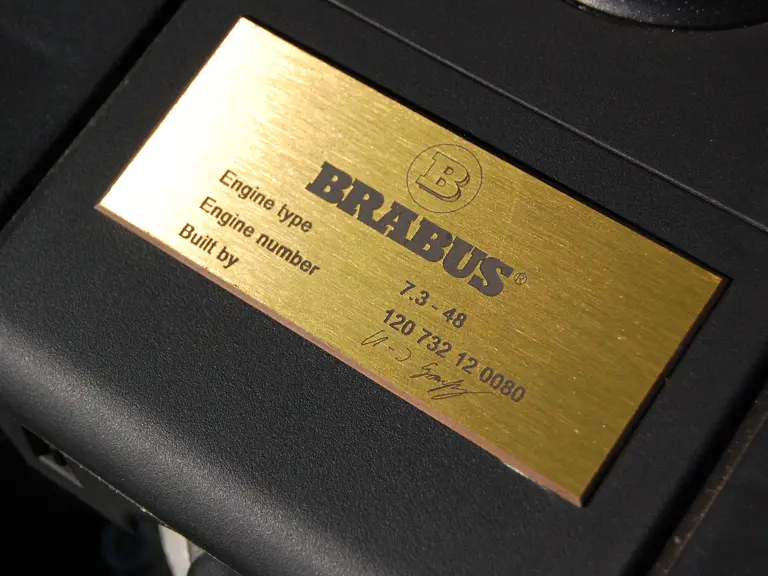 B
BRABUS®
Engine type 7.3 - 48
Engine number 120 732 12 0080
Built by